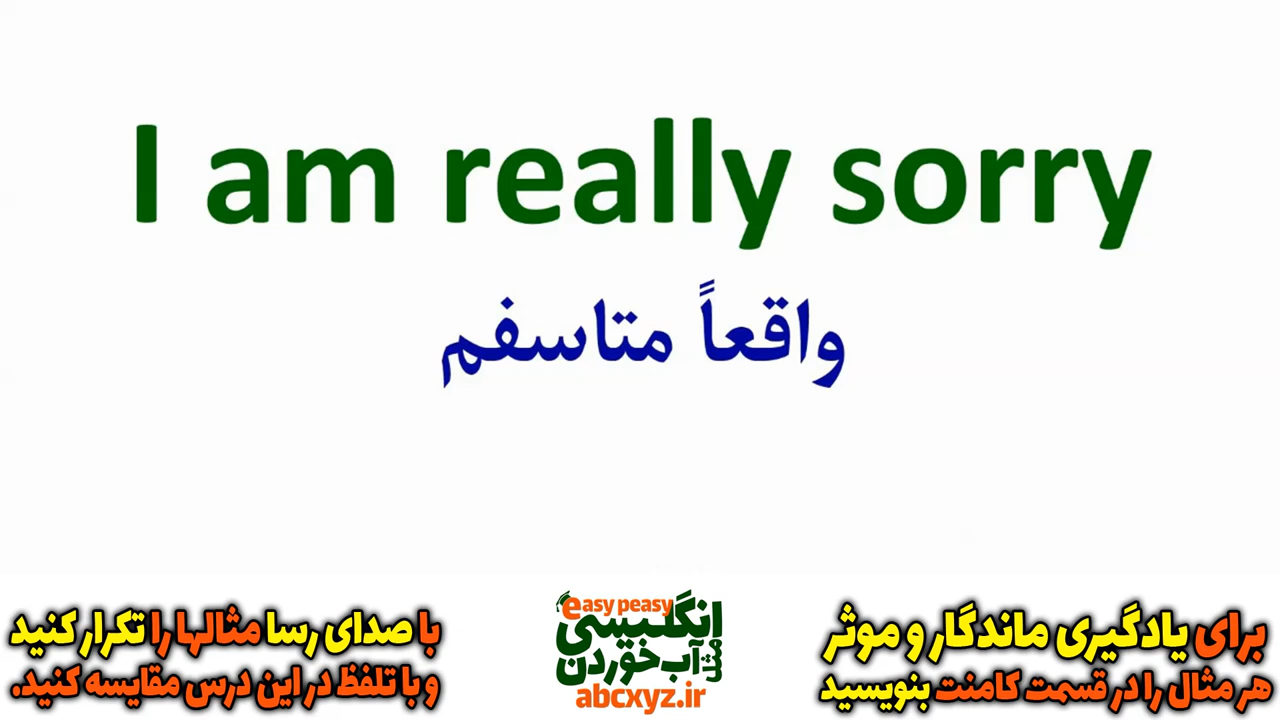 I am really sorry
واقعاً متاسفم
برای یادگیری ماندگار و موثر
هر مثال را در قسمت کامنت بنویسید
easy peasy
انگلیسی
مثل آب خوردن
abcxyz.ir
با صدای رسا مثالها را تکرار کنید
و با تلفظ در این درس مقایسه کنید.